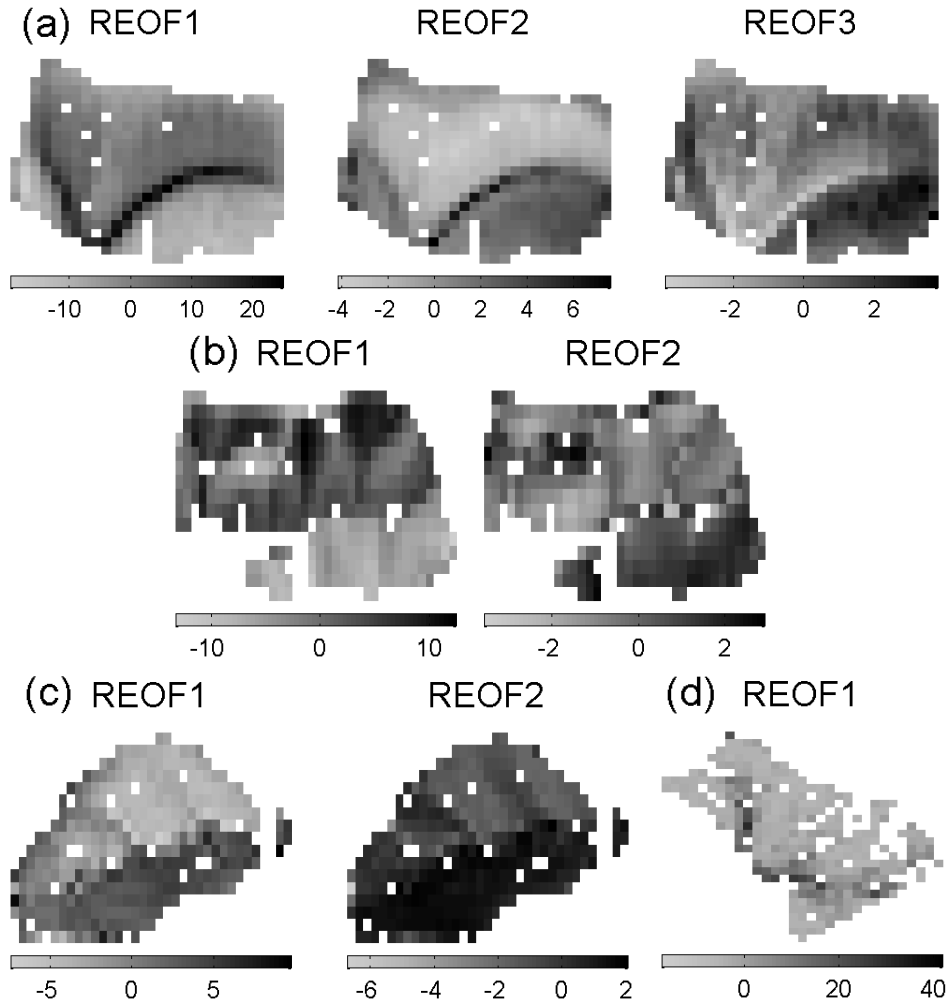 (a) REOF1 REOF2 REOF3
-10 0 10 20 -4 -2 0 2 4 6 -2 0 2
(b) REOF1 REOF2
-10 0 10 -2 0 2
(c) REOF1 REOF2 (d) REOF1
-5 0 5 -6 -4 -2 0 2 0 20 40